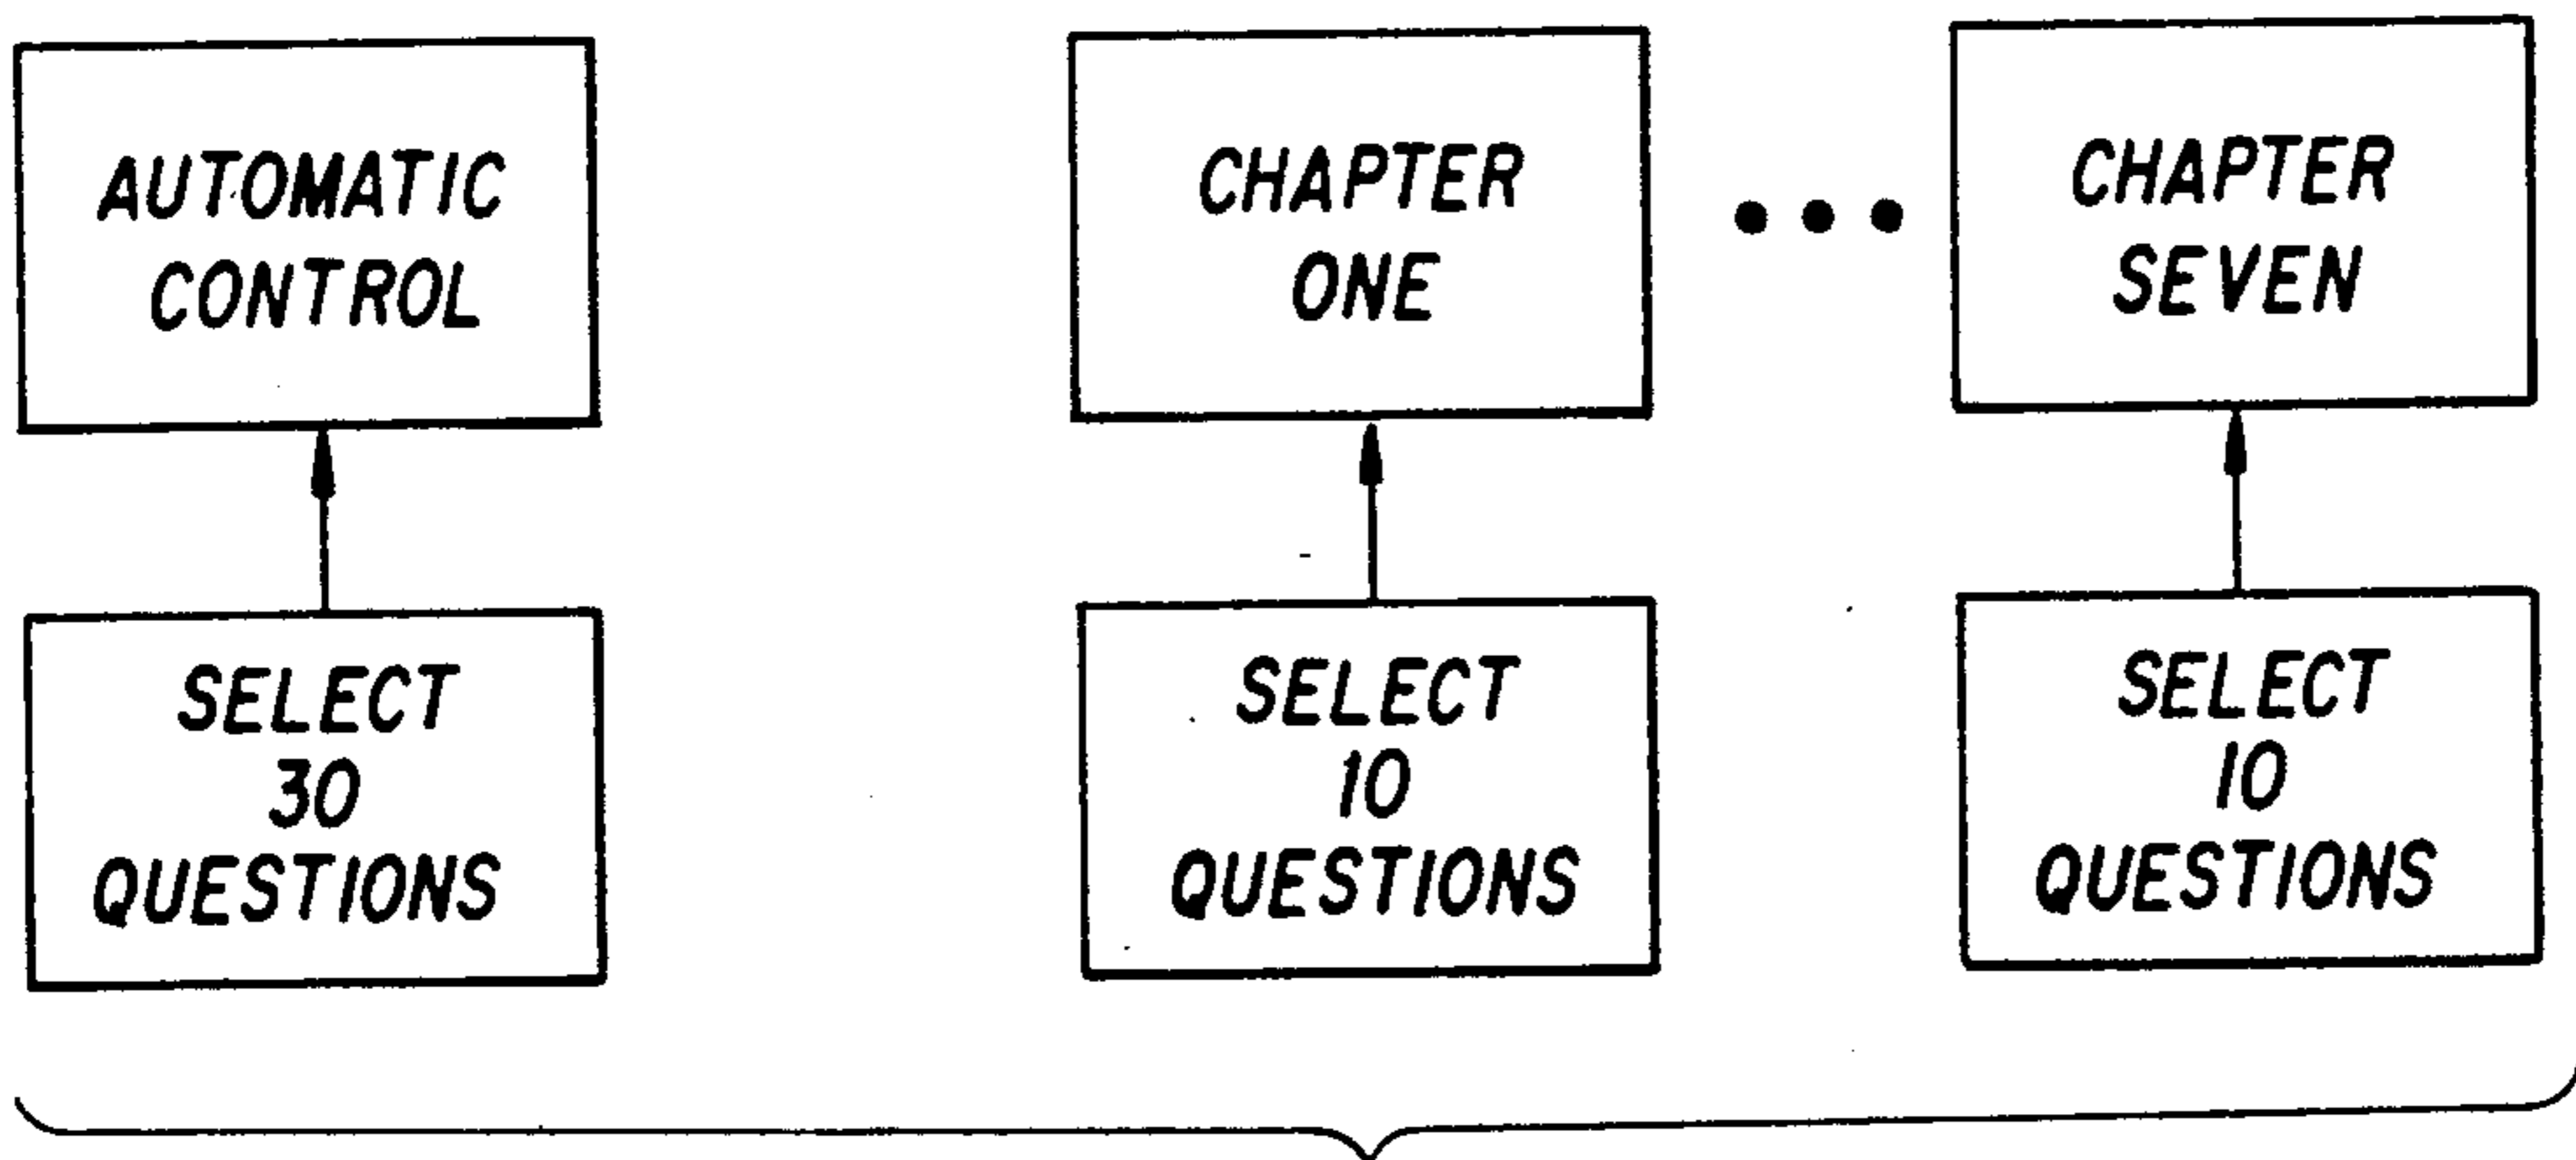 AUTOMATIC
CONTROL
CHAPTER
ONE
CHAPTER
SEVEN
SELECT
30
QUESTIONS
SELECT
10
QUESTIONS
SELECT
10
QUESTIONS